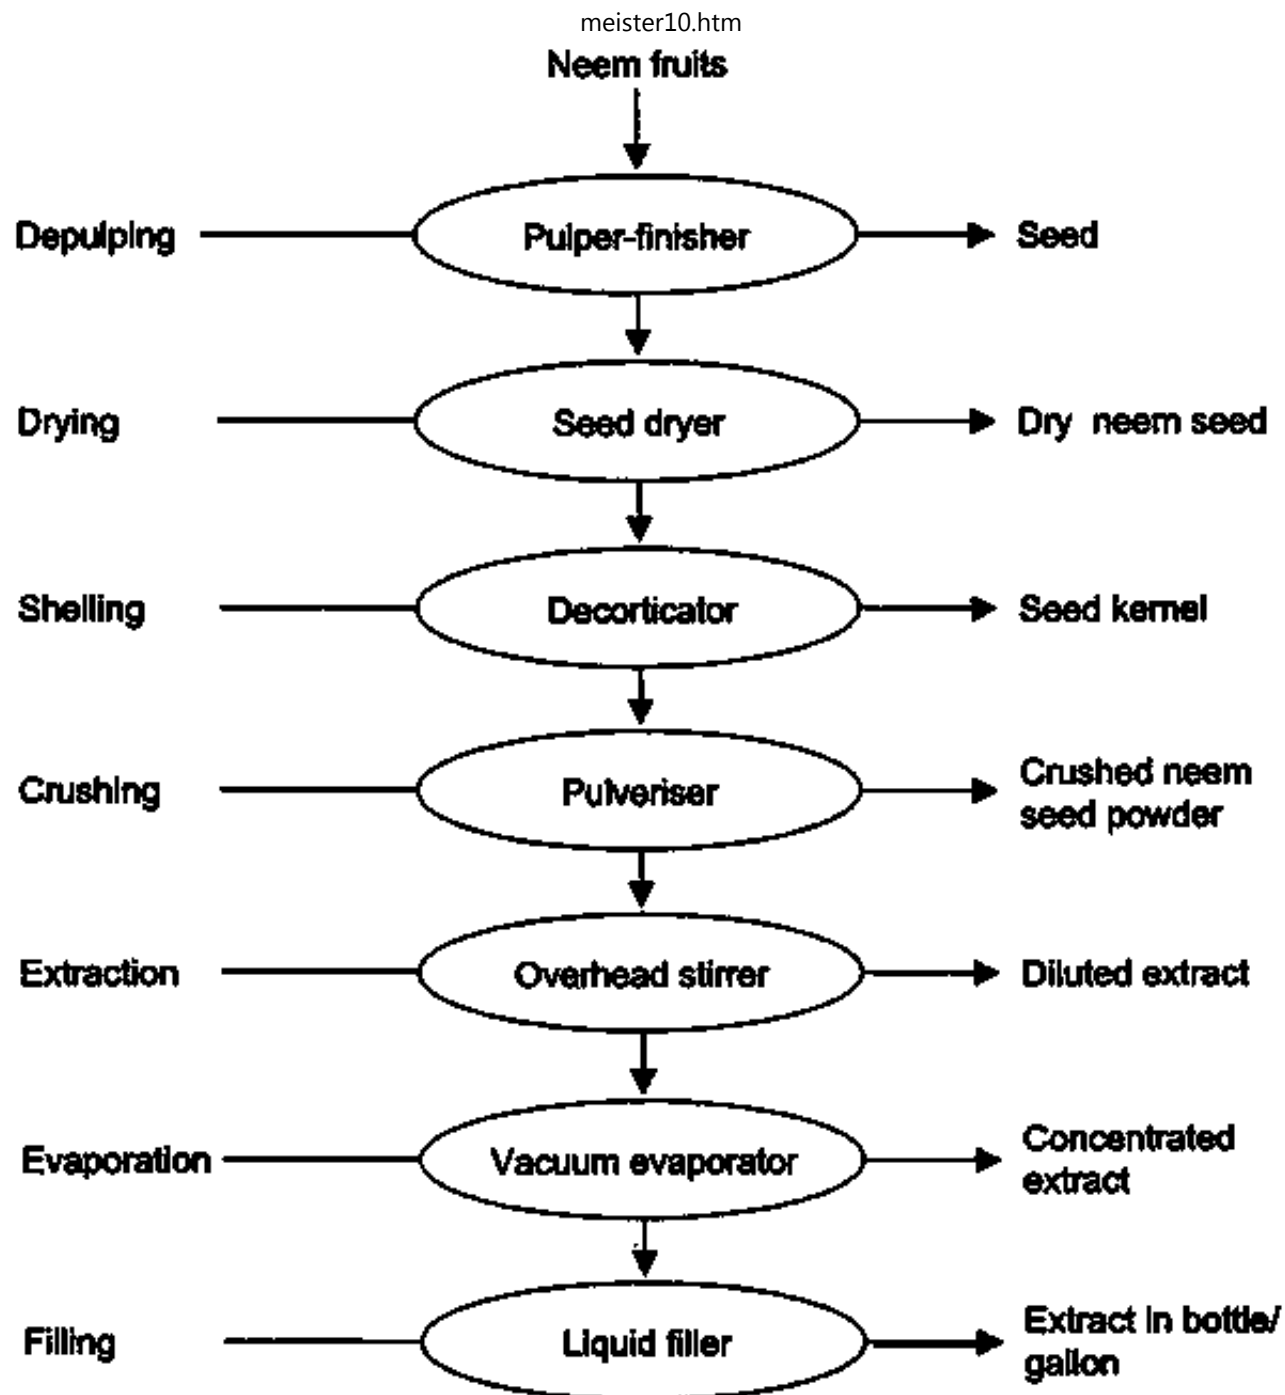 meister10.htm
Neem fruits
Depulping Pulper-finisher Seed
Drying Seed dryer Dry neem seed
Shelling Decorticator Seed kernel
Crushing Pulveriser Crushed neem
seed powder
Extraction Overhead stirrer Diluted extract
Evaporation Vacuum evaporator Concentrated
extract
Filling Liquid filler Extract in bottle/
gallon